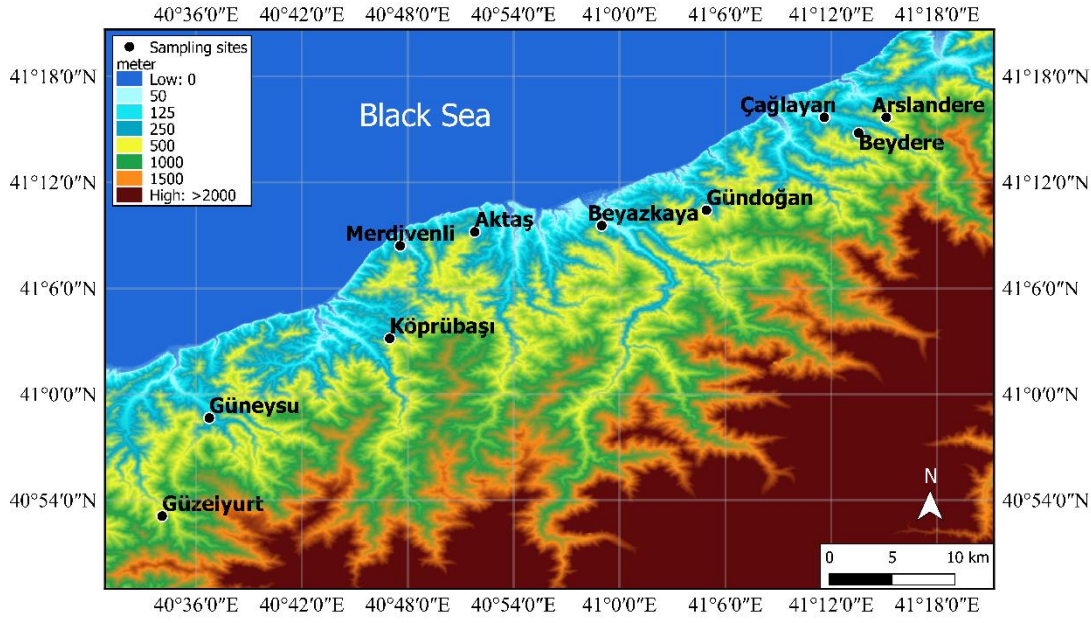 40°36′0″E 40°42′0″E 40°48′0″E 40°54′0″E 41°00′0″E 41°6′0″E 41°12′0″E 41°18′0″E
Sampling sites
meter
Low: 0
50
125
250
500
1000
1500
High: >2000
41°18′0″N 41°18′0″N
Black Sea
Çağlayan Arslandere
Beydere
41°12′0″N 41°12′0″N
Gündoğan
Beyazkaya
Aktaş
Merdivenli
41°6′0″N 41°6′0″N
Köprübaşı
41°0′0″N 41°0′0″N
Güneysu
40°54′0″N 40°54′0″N
Güzelyurt
N
0 5 10 km
40°36′0″E 40°42′0″E 40°48′0″E 40°54′0″E 41°00′0″E 41°6′0″E 41°12′0″E 41°18′0″E